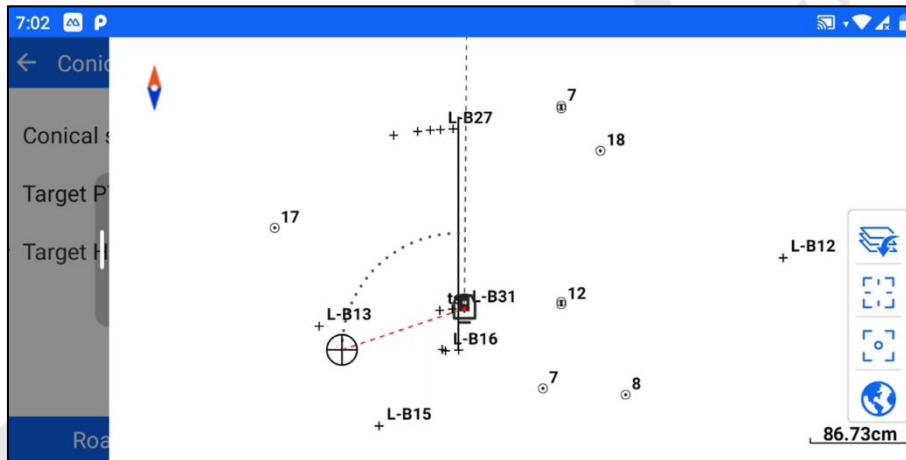 7:02
Conic
Conical s
Target P
Target H
Roa
L-B27
7
18
17
L-B12
L-B31
12
L-B13
L-B16
7
8
L-B15
86.73cm